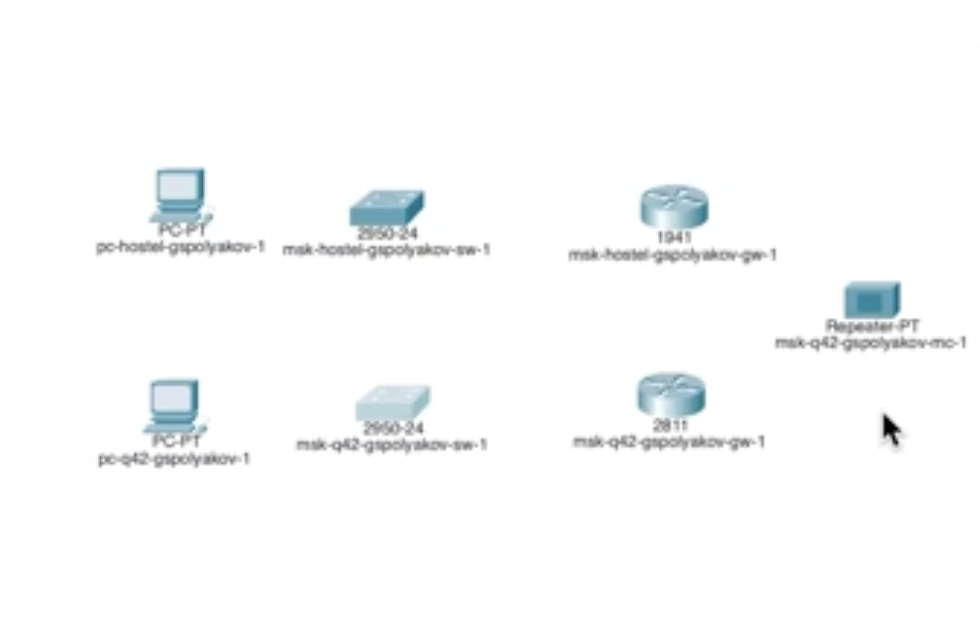 PC-PT
pc-hostel-gspolyakov-1
2950-24
msk-hostel-gspolyakov-sw-1
1941
msk-hostel-gspolyakov-gw-1
Repeater-PT
msk-q42-gspolyakov-mc-1
PC-PT
pc-q42-gspolyakov-1
2950-24
msk-q42-gspolyakov-sw-1
2811
msk-q42-gspolyakov-gw-1